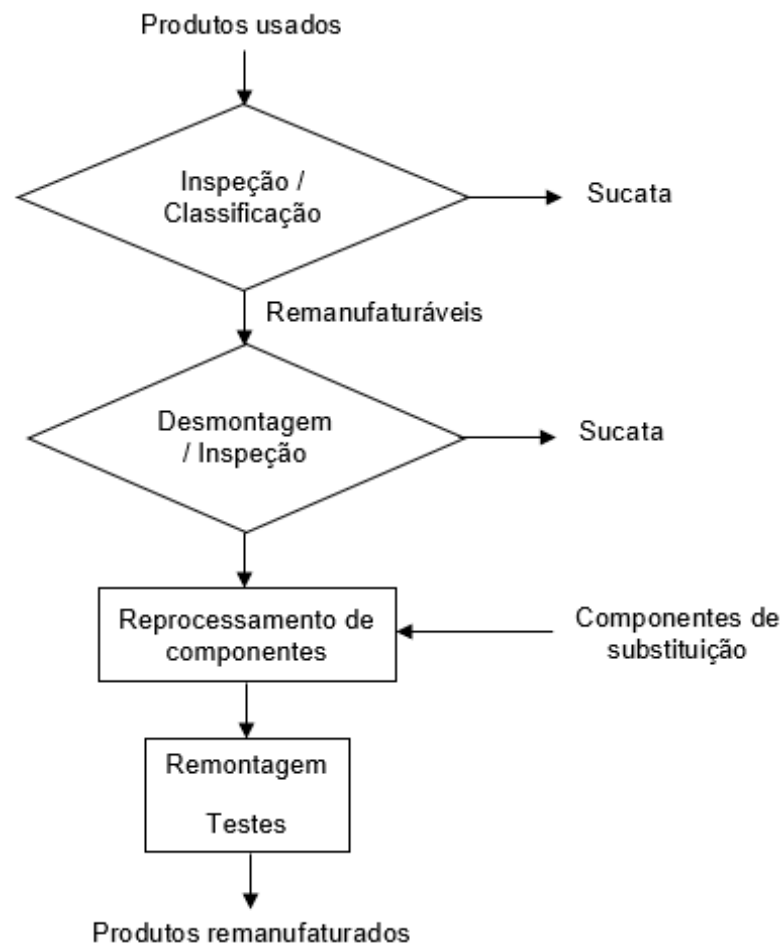 Produtos usados
Inspeção /
Classificação
Sucata
Remanufaturáveis
Desmontagem
/ Inspeção
Sucata
Reprocessamento de
componentes
Componentes de
substituição
Remontagem
Testes
Produtos remanufaturados